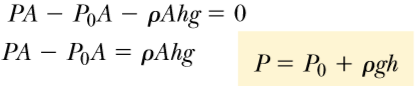 PA − P₀A − ρAhg = 0
PA − P₀A = ρAhg
P = P₀ + ρgh